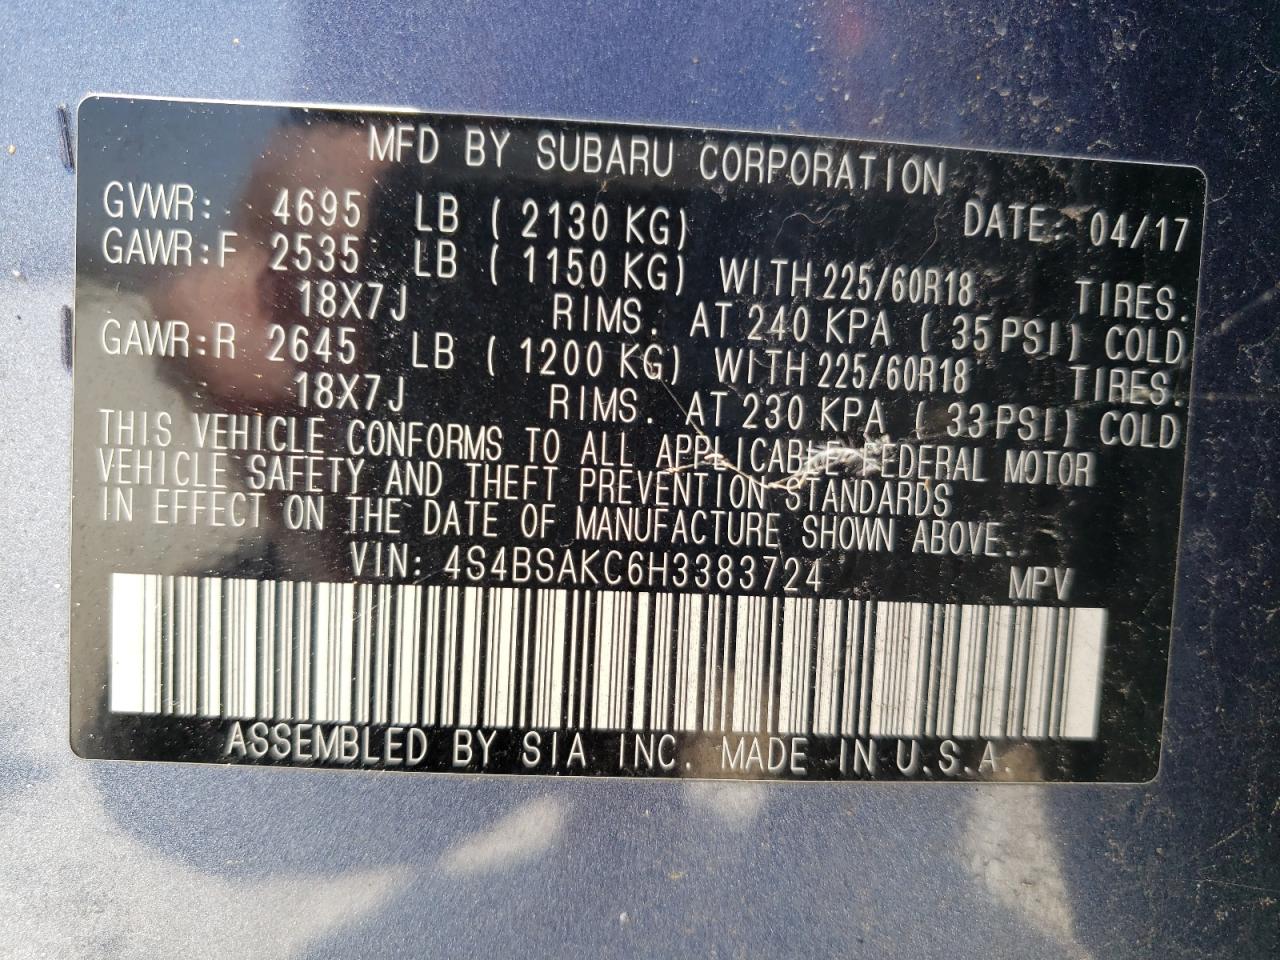 MFD BY SUBARU CORPORATION
GVWR: 4695 LB ( 2130 KG) DATE: 04/17
GAWR:F 2535 LB ( 1150 KG) WITH 225/60R18 TIRES.
18X7J RIMS. AT 240 KPA ( 35 PSI) COLD
GAWR:R 2645 LB ( 1200 KG) WITH 225/60R18 TIRES.
18X7J RIMS. AT 230 KPA ( 33 PSI) COLD
THIS VEHICLE CONFORMS TO ALL APPLICABLE FEDERAL MOTOR
VEHICLE SAFETY AND THEFT PREVENTION STANDARDS
IN EFFECT ON THE DATE OF MANUFACTURE SHOWN ABOVE.
VIN: 4S4BSAKC6H3383724 MPV
ASSEMBLED BY SIA INC. MADE IN U.S.A.